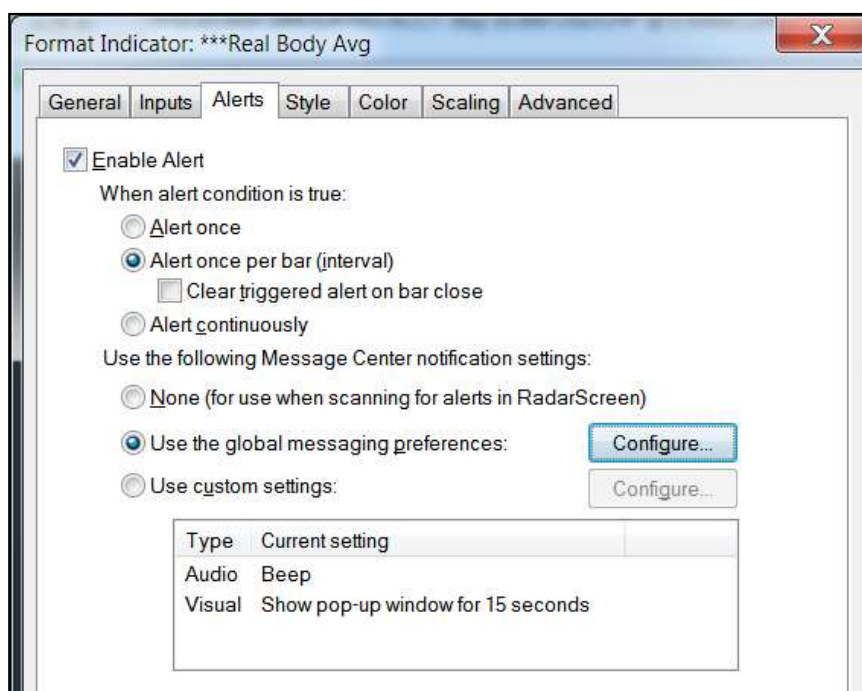 Format Indicator: ***Real Body Avg
General Inputs Alerts Style Color Scaling Advanced
Enable Alert
When alert condition is true:
Alert once
Alert once per bar (interval)
Clear triggered alert on bar close
Alert continuously
Use the following Message Center notification settings:
None (for use when scanning for alerts in RadarScreen)
Use the global messaging preferences: Configure...
Use custom settings: Configure...
Type Current setting
Audio Beep
Visual Show pop-up window for 15 seconds